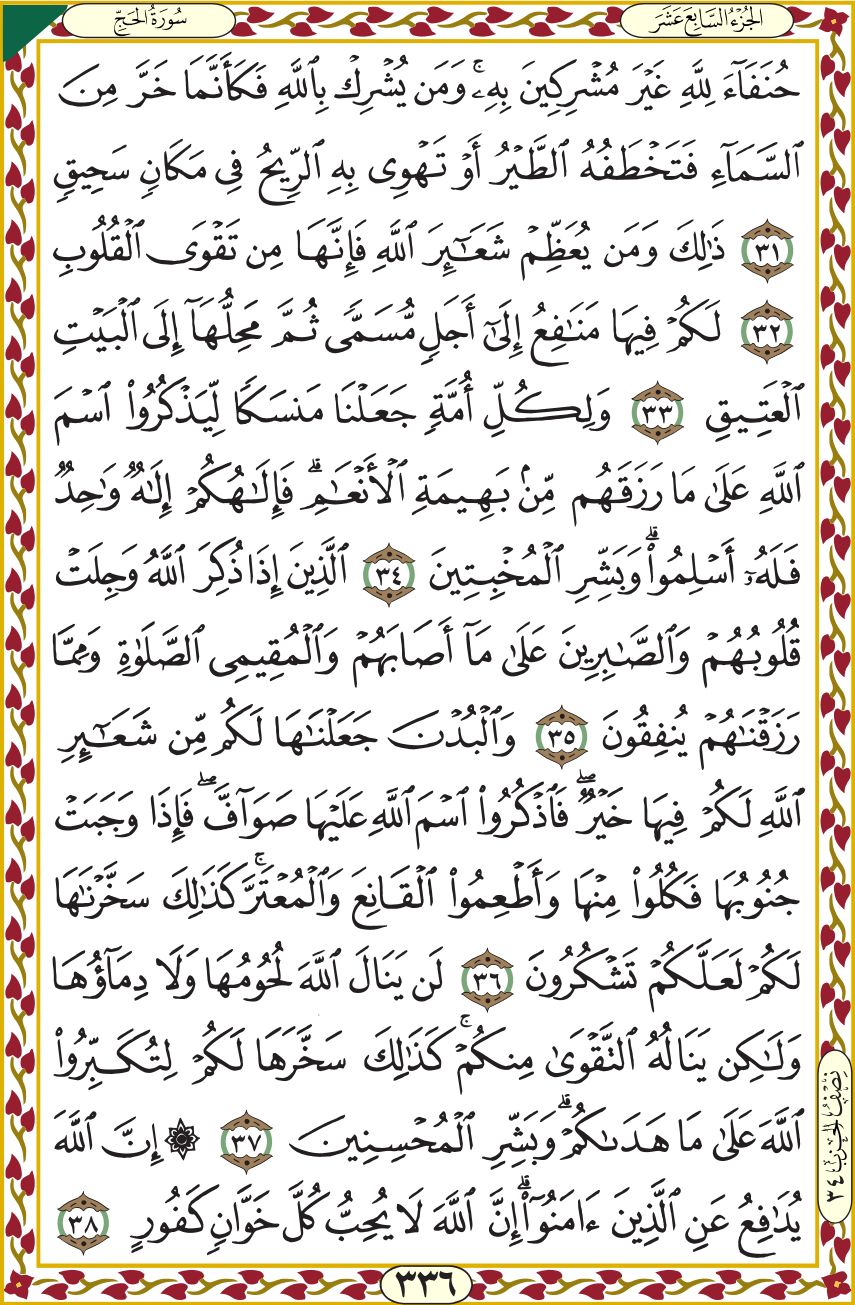 الجُزْءُ السَّابِعَ عَشَرَ
سُورَةُ الحَجِّ
حُنَفَآءَ لِلَّهِ غَيْرَ مُشْرِكِينَ بِهِۦۚ وَمَن يُشْرِكْ بِٱللَّهِ فَكَأَنَّمَا خَرَّ مِنَ
ٱلسَّمَآءِ فَتَخْطَفُهُ ٱلطَّيْرُ أَوْ تَهْوِى بِهِ ٱلرِّيحُ فِى مَكَانٍ سَحِيقٍ
٣١ ذَٰلِكَ وَمَن يُعَظِّمْ شَعَٰٓئِرَ ٱللَّهِ فَإِنَّهَا مِن تَقْوَى ٱلْقُلُوبِ
٣٢ لَكُمْ فِيهَا مَنَٰفِعُ إِلَىٰٓ أَجَلٍ مُّسَمًّى ثُمَّ مَحِلُّهَآ إِلَى ٱلْبَيْتِ
ٱلْعَتِيقِ ٣٣ وَلِكُلِّ أُمَّةٍ جَعَلْنَا مَنسَكًا لِّيَذْكُرُوا۟ ٱسْمَ
ٱللَّهِ عَلَىٰ مَا رَزَقَهُم مِّنۢ بَهِيمَةِ ٱلْأَنْعَٰمِۗ فَإِلَٰهُكُمْ إِلَٰهٌ وَٰحِدٌ
فَلَهُۥٓ أَسْلِمُوا۟ۗ وَبَشِّرِ ٱلْمُخْبِتِينَ ٣٤ ٱلَّذِينَ إِذَا ذُكِرَ ٱللَّهُ وَجِلَتْ
قُلُوبُهُمْ وَٱلصَّٰبِرِينَ عَلَىٰ مَآ أَصَابَهُمْ وَٱلْمُقِيمِى ٱلصَّلَوٰةِ وَمِمَّا
رَزَقْنَٰهُمْ يُنفِقُونَ ٣٥ وَٱلْبُدْنَ جَعَلْنَٰهَا لَكُم مِّن شَعَٰٓئِرِ
ٱللَّهِ لَكُمْ فِيهَا خَيْرٌۖ فَٱذْكُرُوا۟ ٱسْمَ ٱللَّهِ عَلَيْهَا صَوَآفَّۖ فَإِذَا وَجَبَتْ
جُنُوبُهَا فَكُلُوا۟ مِنْهَا وَأَطْعِمُوا۟ ٱلْقَانِعَ وَٱلْمُعْتَرَّۚ كَذَٰلِكَ سَخَّرْنَٰهَا
لَكُمْ لَعَلَّكُمْ تَشْكُرُونَ ٣٦ لَن يَنَالَ ٱللَّهَ لُحُومُهَا وَلَا دِمَآؤُهَا
وَلَٰكِن يَنَالُهُ ٱلتَّقْوَىٰ مِنكُمْۚ كَذَٰلِكَ سَخَّرَهَا لَكُمْ لِتُكَبِّرُوا۟
ٱللَّهَ عَلَىٰ مَا هَدَىٰكُمْۗ وَبَشِّرِ ٱلْمُحْسِنِينَ ٣٧ ۞ إِنَّ ٱللَّهَ
يُدَٰفِعُ عَنِ ٱلَّذِينَ ءَامَنُوٓا۟ۗ إِنَّ ٱللَّهَ لَا يُحِبُّ كُلَّ خَوَّانٍ كَفُورٍ ٣٨
نِصْفُ الحِزْبِ ٣٤
٣٣٦